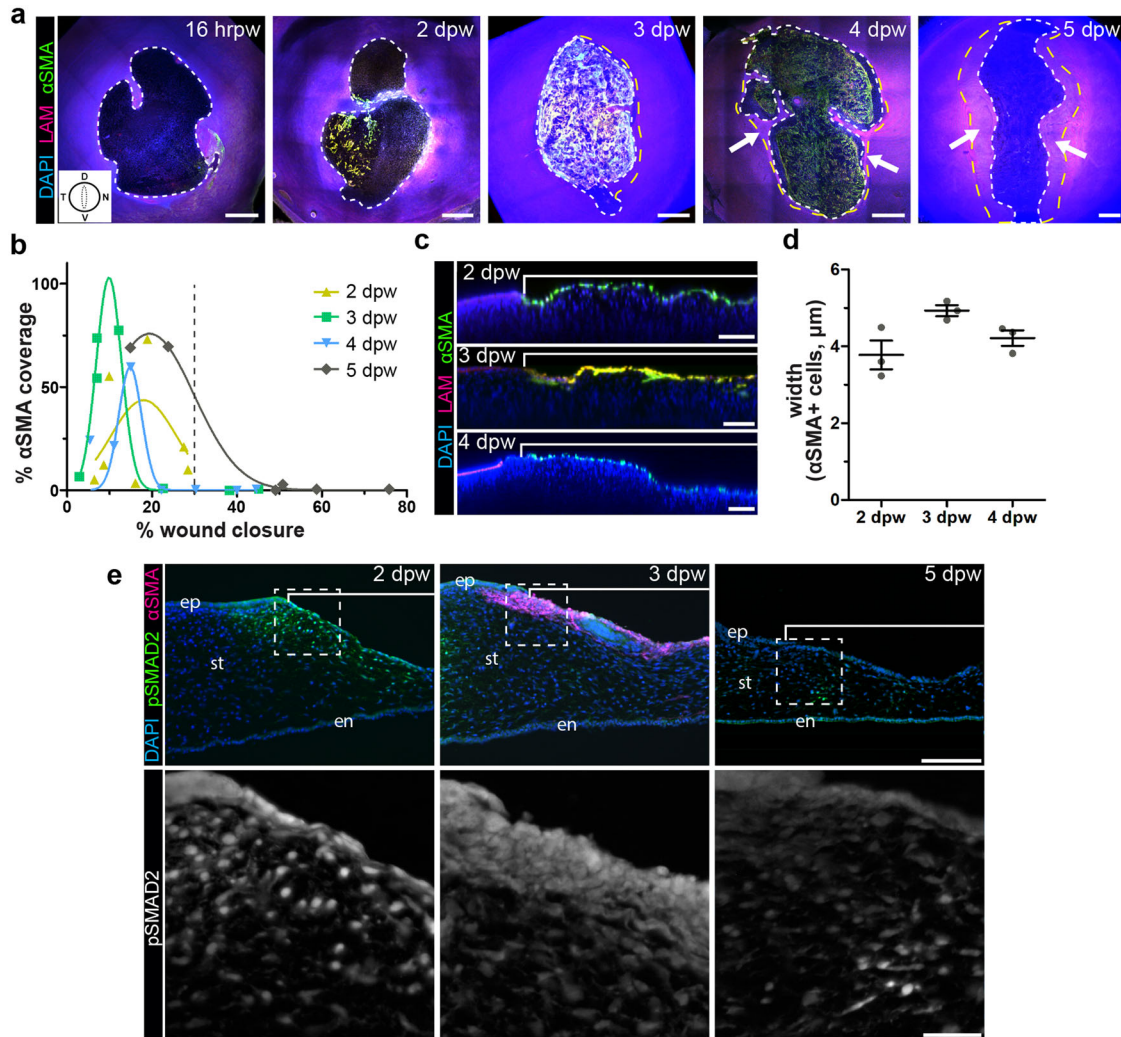 a
DAPI LAM αSMA
16 hrpw
2 dpw
3 dpw
4 dpw
5 dpw
D
T N
V
b
% αSMA coverage
100
50
0
0 20 40 60 80
% wound closure
2 dpw
3 dpw
4 dpw
5 dpw
c
DAPI LAM αSMA
2 dpw
3 dpw
4 dpw
d
width
(αSMA+ cells, μm)
6
4
2
0
2 dpw 3 dpw 4 dpw
e
DAPI pSMAD2 αSMA
2 dpw
ep
st
en
3 dpw
ep
st
en
5 dpw
ep
st
en
pSMAD2